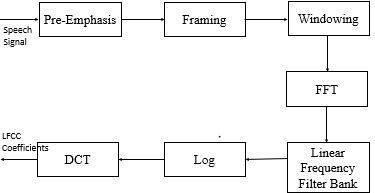 Speech
Signal
Pre-Emphasis
Framing
Windowing
FFT
Linear
Frequency
Filter Bank
Log
DCT
LFCC
Coefficients